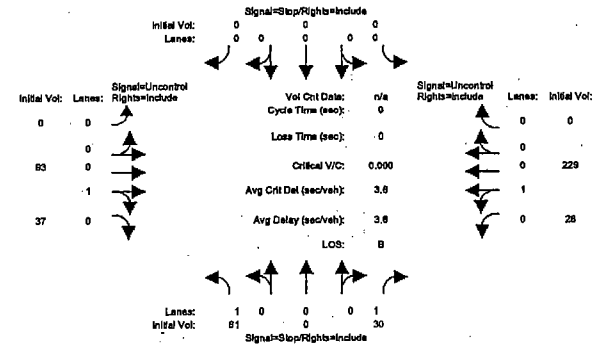 Signal=Stop/Rights=Include
Initial Vol: 0 0 0
Lanes: 0 0 0 0 0
Signal=Uncontrol
Rights=Include
Initial Vol: Lanes:
0 0
0
93 0
1
37 0
Vol Cnt Date: n/a
Cycle Time (sec): 0
Loss Time (sec): 0
Critical V/C: 0.000
Avg Crit Del (sec/veh): 3.6
Avg Delay (sec/veh): 3.6
LOS: B
Signal=Uncontrol
Rights=Include
Lanes: Initial Vol:
0 0
0
0 229
1
0 28
Lanes: 1 0 0 0 1
Initial Vol: 81 0 30
Signal=Stop/Rights=Include